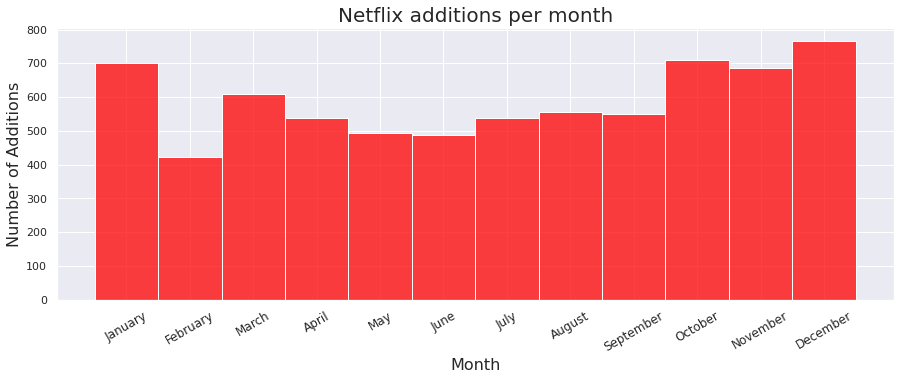 Netflix additions per month
Number of Additions
800
700
600
500
400
300
200
100
0
January
February
March
April
May
June
July
August
September
October
November
December
Month